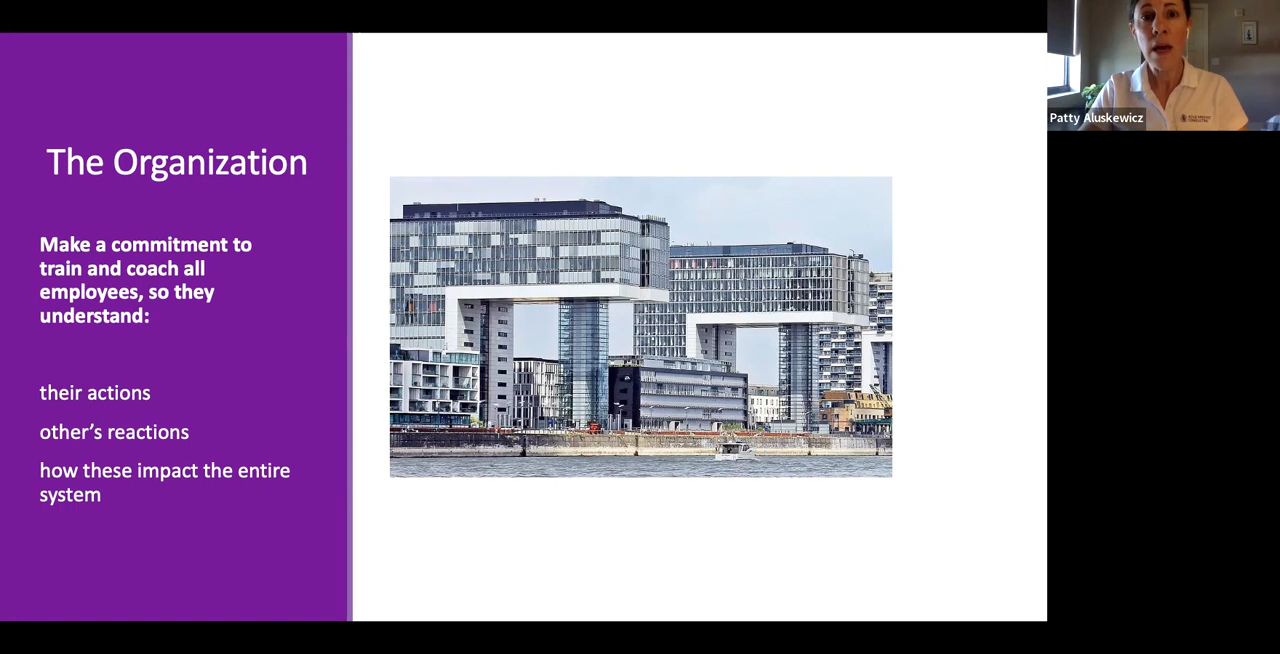 The Organization
Make a commitment to
train and coach all
employees, so they
understand:
their actions
other’s reactions
how these impact the entire
system
Patty Aluskewicz